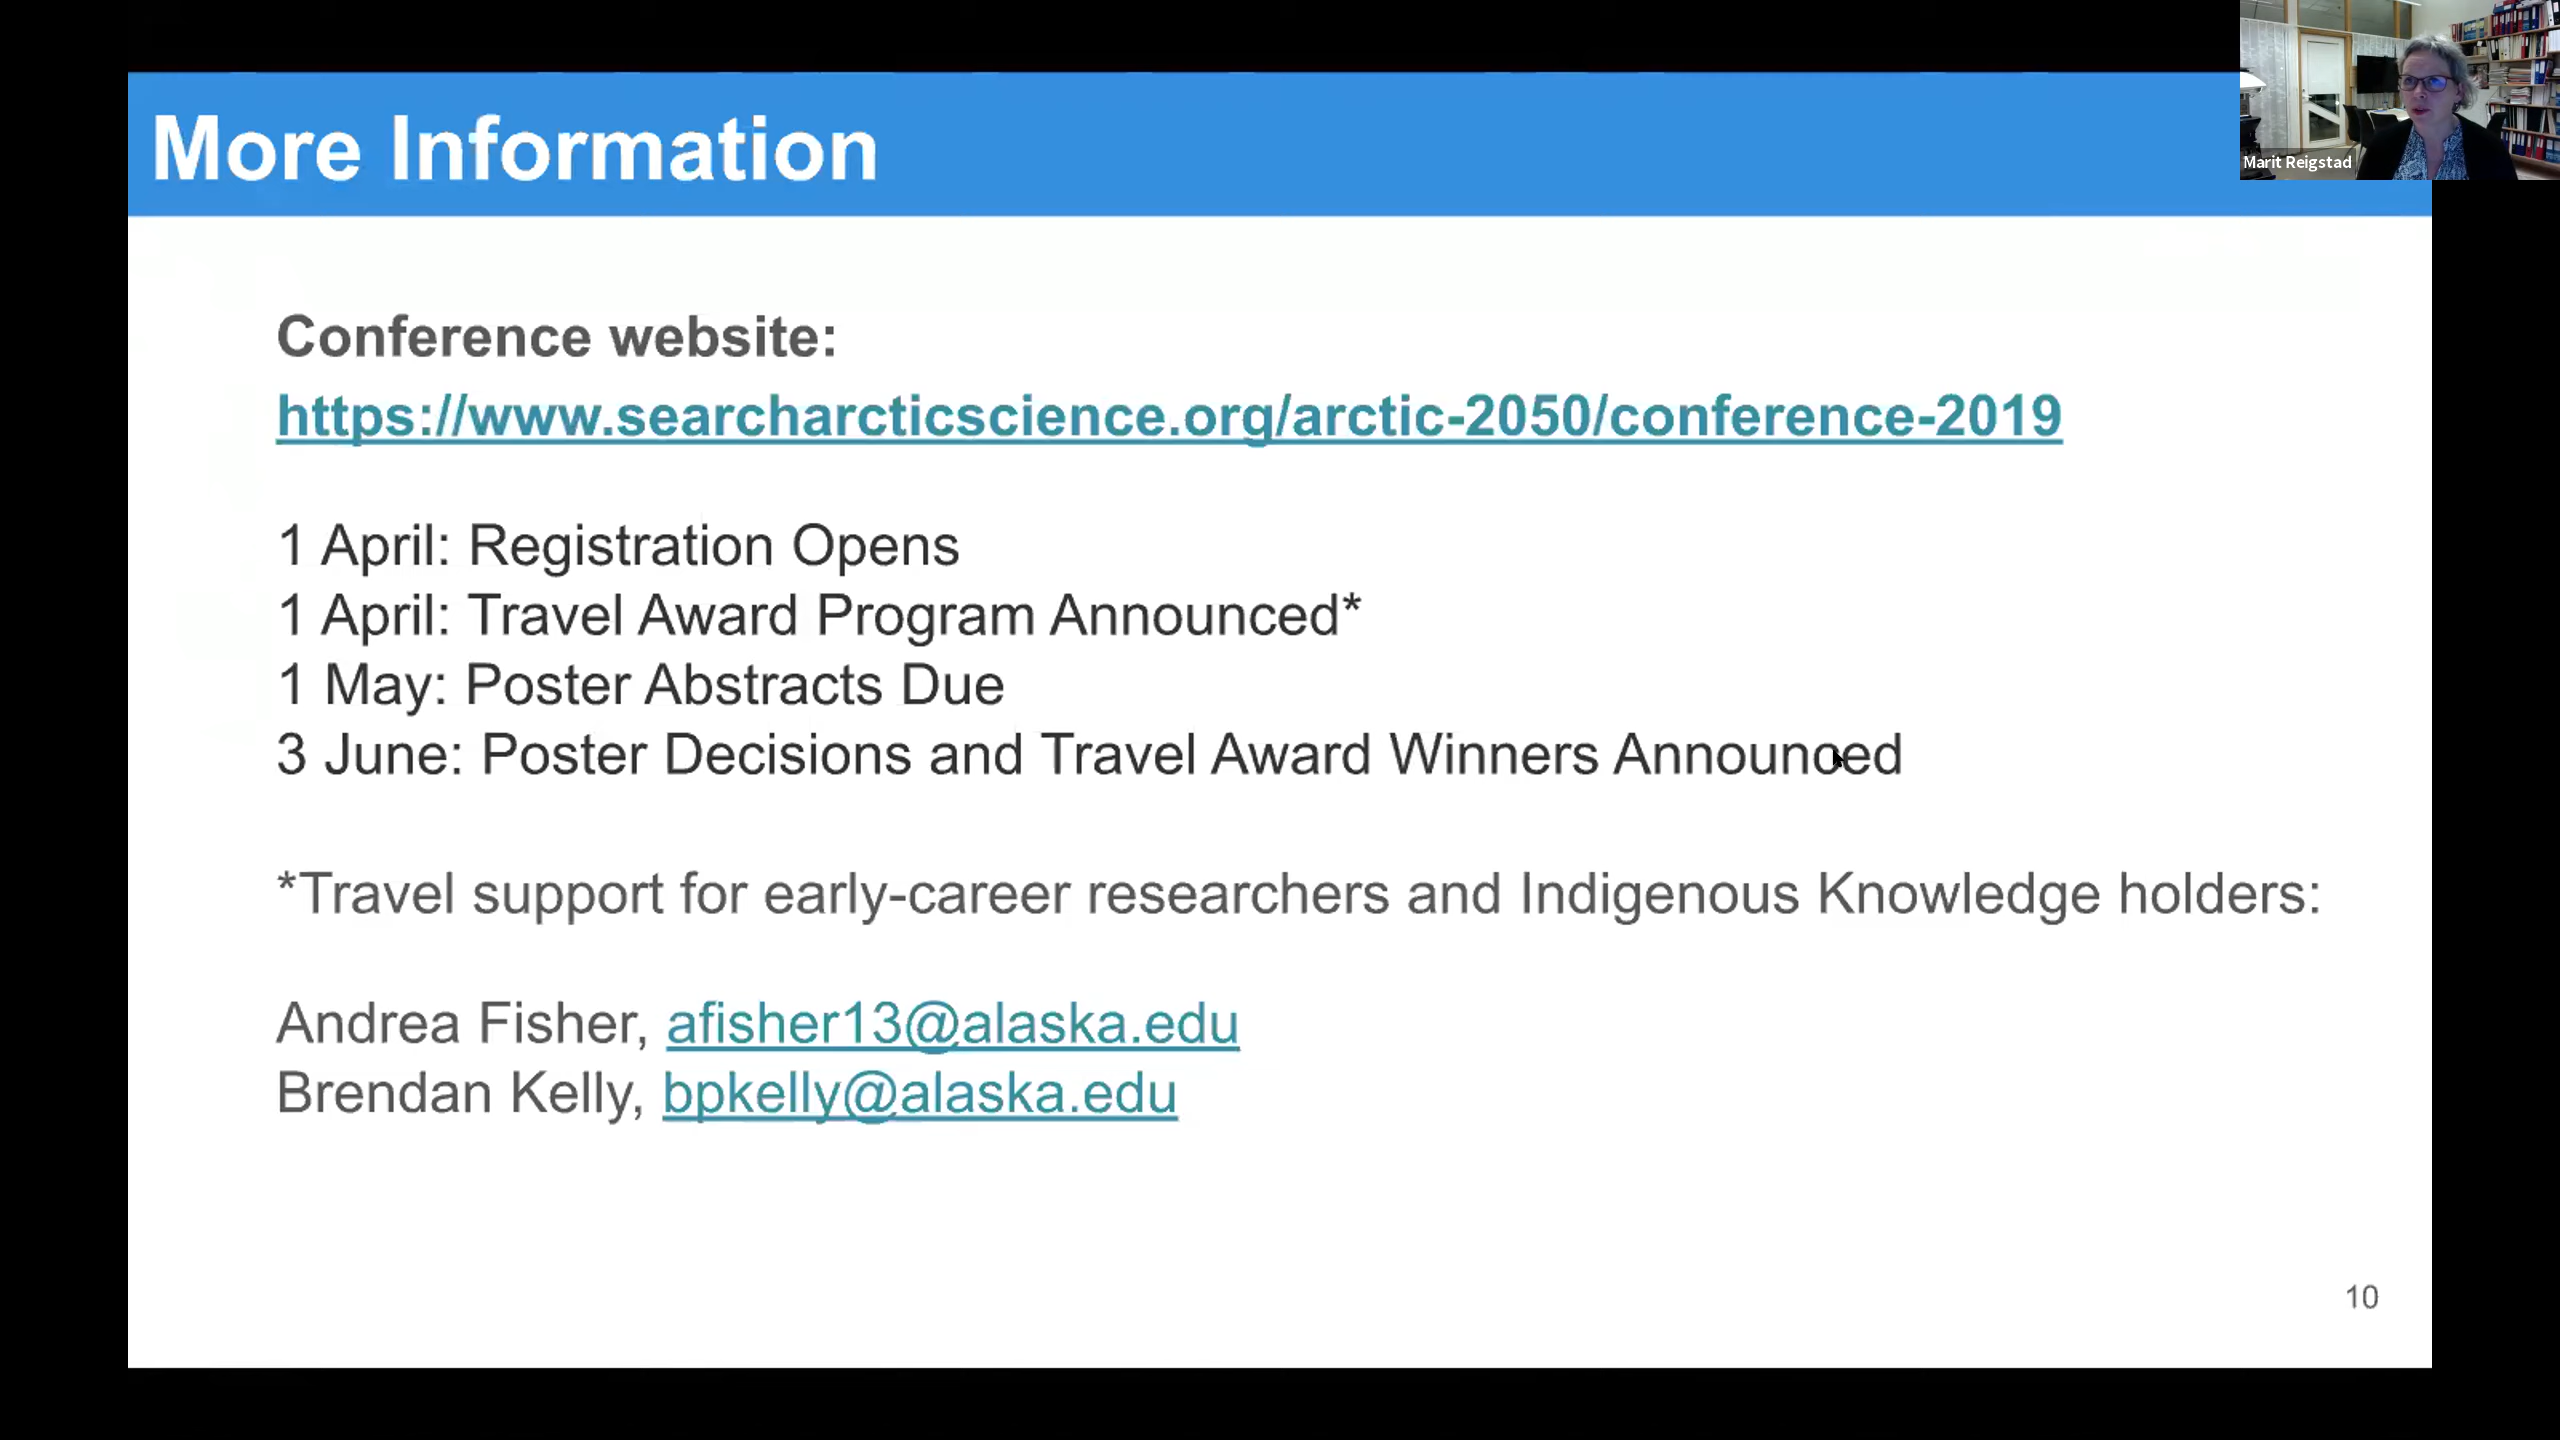 More Information
Marit Reigstad
Conference website:
https://www.searcharcticscience.org/arctic-2050/conference-2019
1 April: Registration Opens
1 April: Travel Award Program Announced*
1 May: Poster Abstracts Due
3 June: Poster Decisions and Travel Award Winners Announced
*Travel support for early-career researchers and Indigenous Knowledge holders:
Andrea Fisher, afisher13@alaska.edu
Brendan Kelly, bpkelly@alaska.edu
10